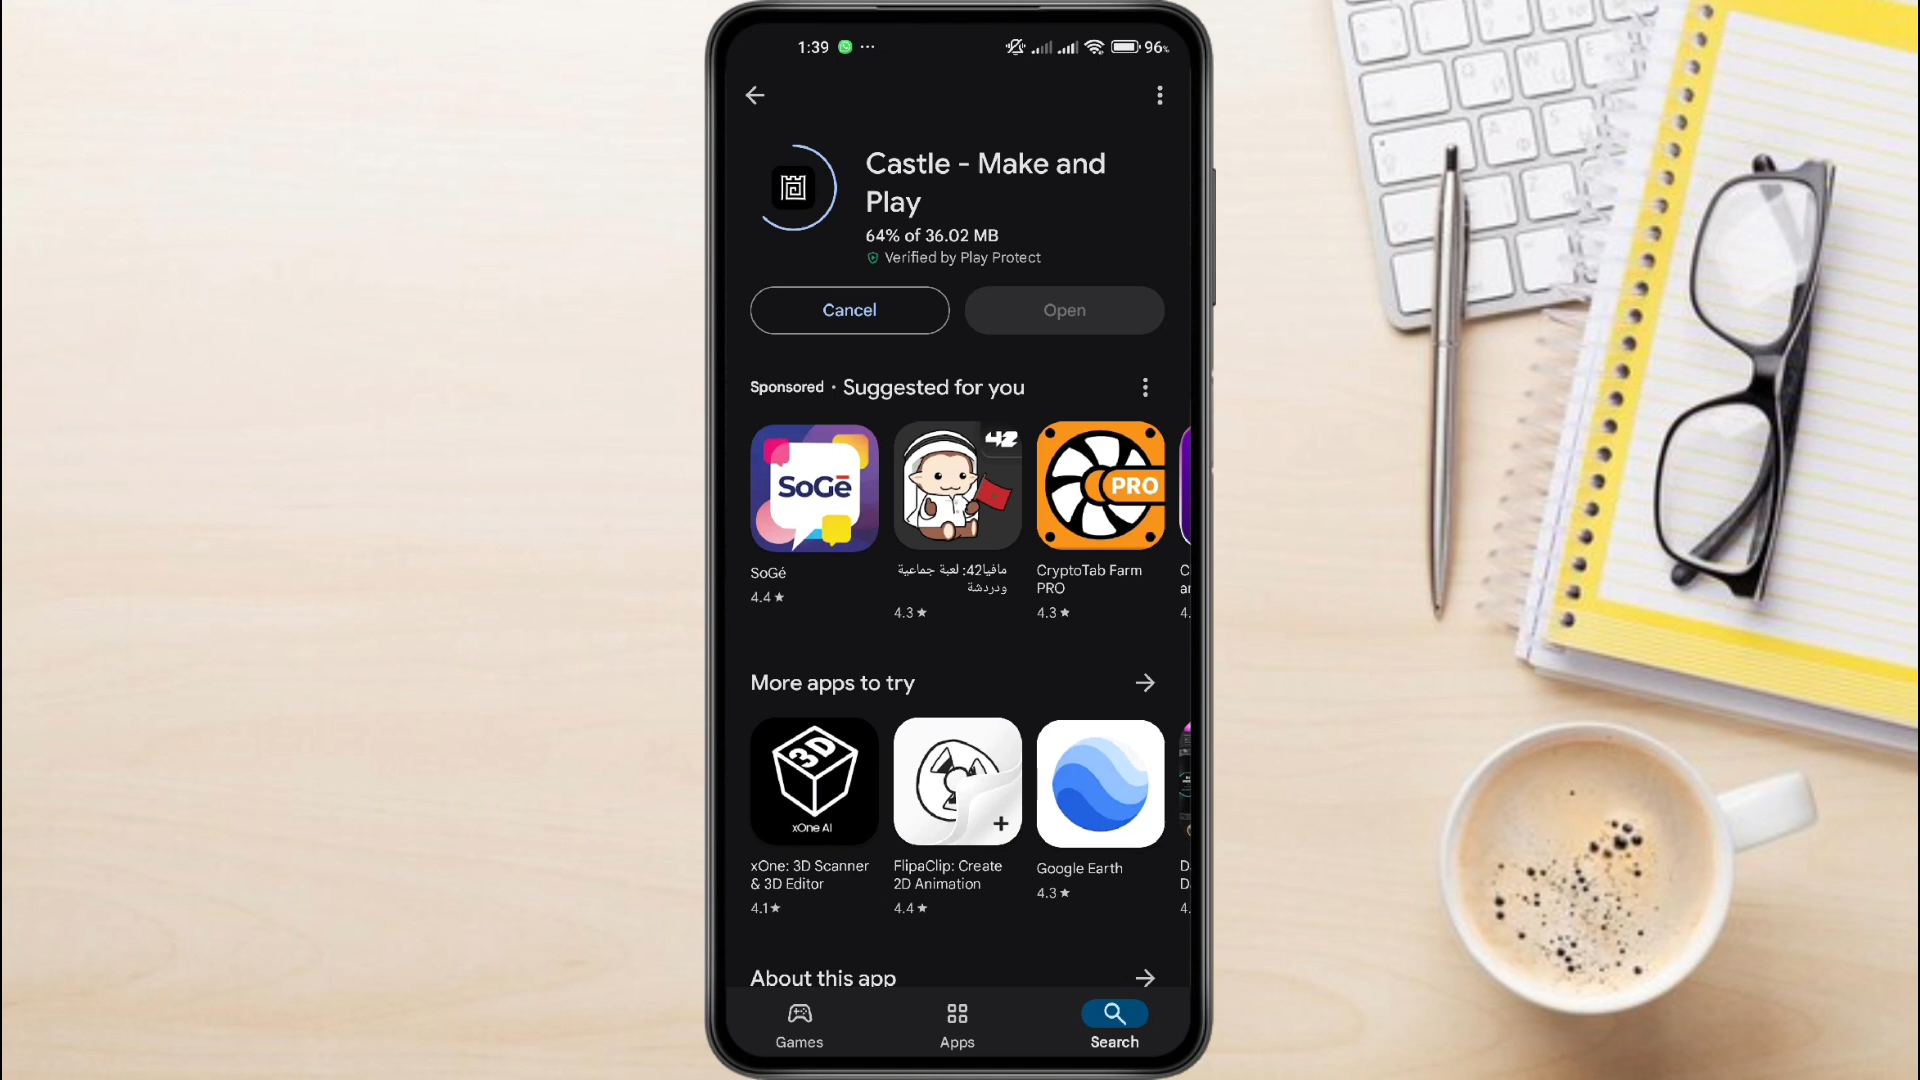 1:39 ··· 96%
Castle - Make and
Play
64% of 36.02 MB
Verified by Play Protect
Cancel Open
Sponsored · Suggested for you
SoGē 42 PRO
SoGé مافيا42: لعبة جماعية CryptoTab Farm
ودردشة PRO
4.4★ 4.3★ 4.3★ 4.
More apps to try
3D
xOne AI
xOne: 3D Scanner FlipaClip: Create Google Earth
& 3D Editor 2D Animation
4.1★ 4.4★ 4.3★ 4.
About this app
Games Apps Search